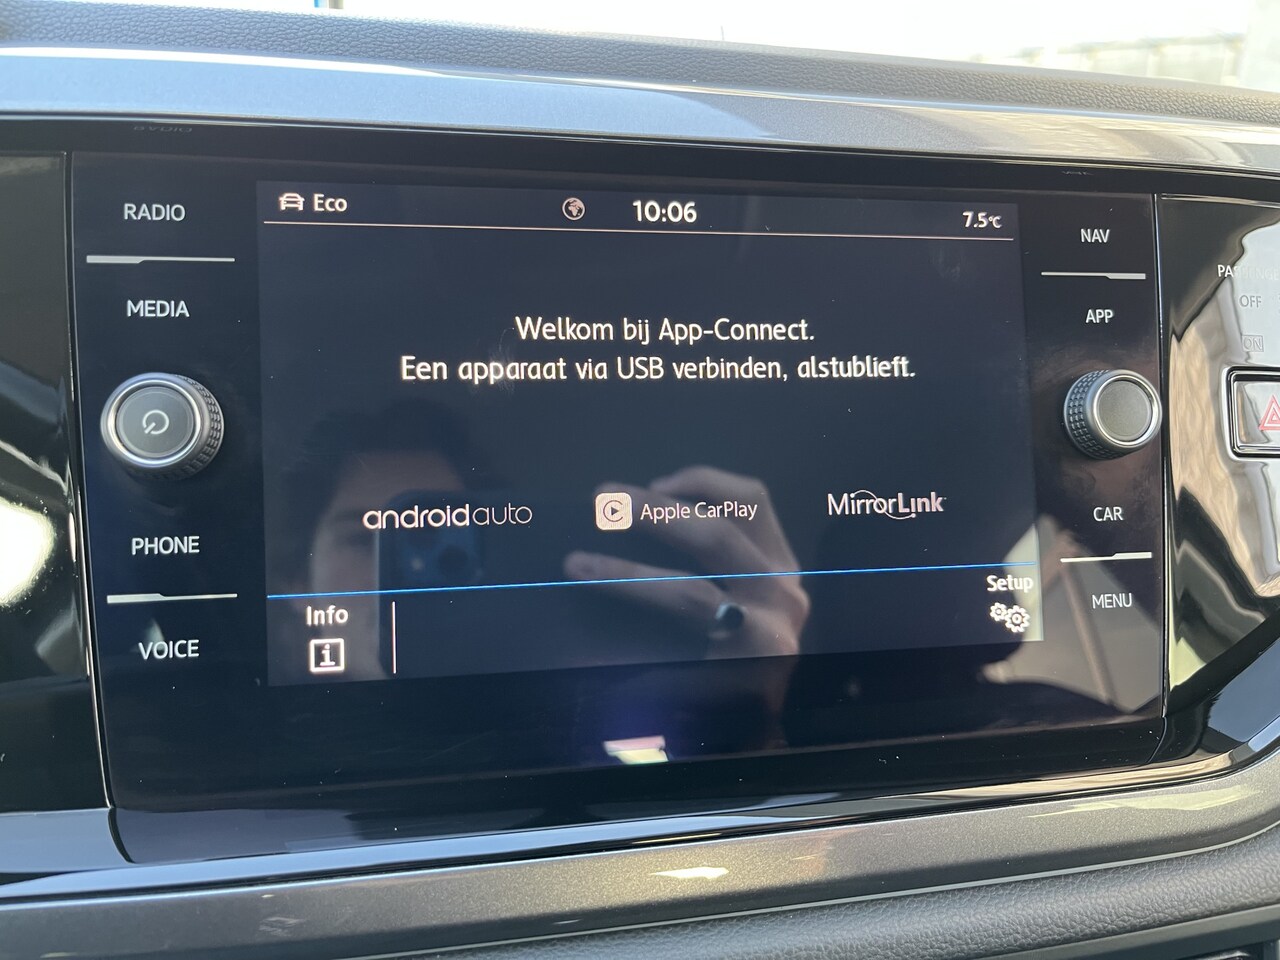 RADIO
MEDIA
PHONE
VOICE
Eco
10:06
7.5°C
Welkom bij App-Connect.
Een apparaat via USB verbinden, alstublieft.
androidauto
Apple CarPlay
MirrorLink
Info
i
Setup
NAV
APP
CAR
MENU
OFF
ON